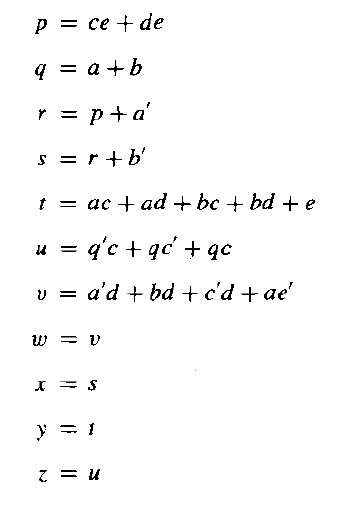 p = ce + de
q = a + b
r = p + a'
s = r + b'
t = ac + ad + bc + bd + e
u = q'c + qc' + qc
v = a'd + bd + c'd + ae'
w = v
x = s
y = t
z = u